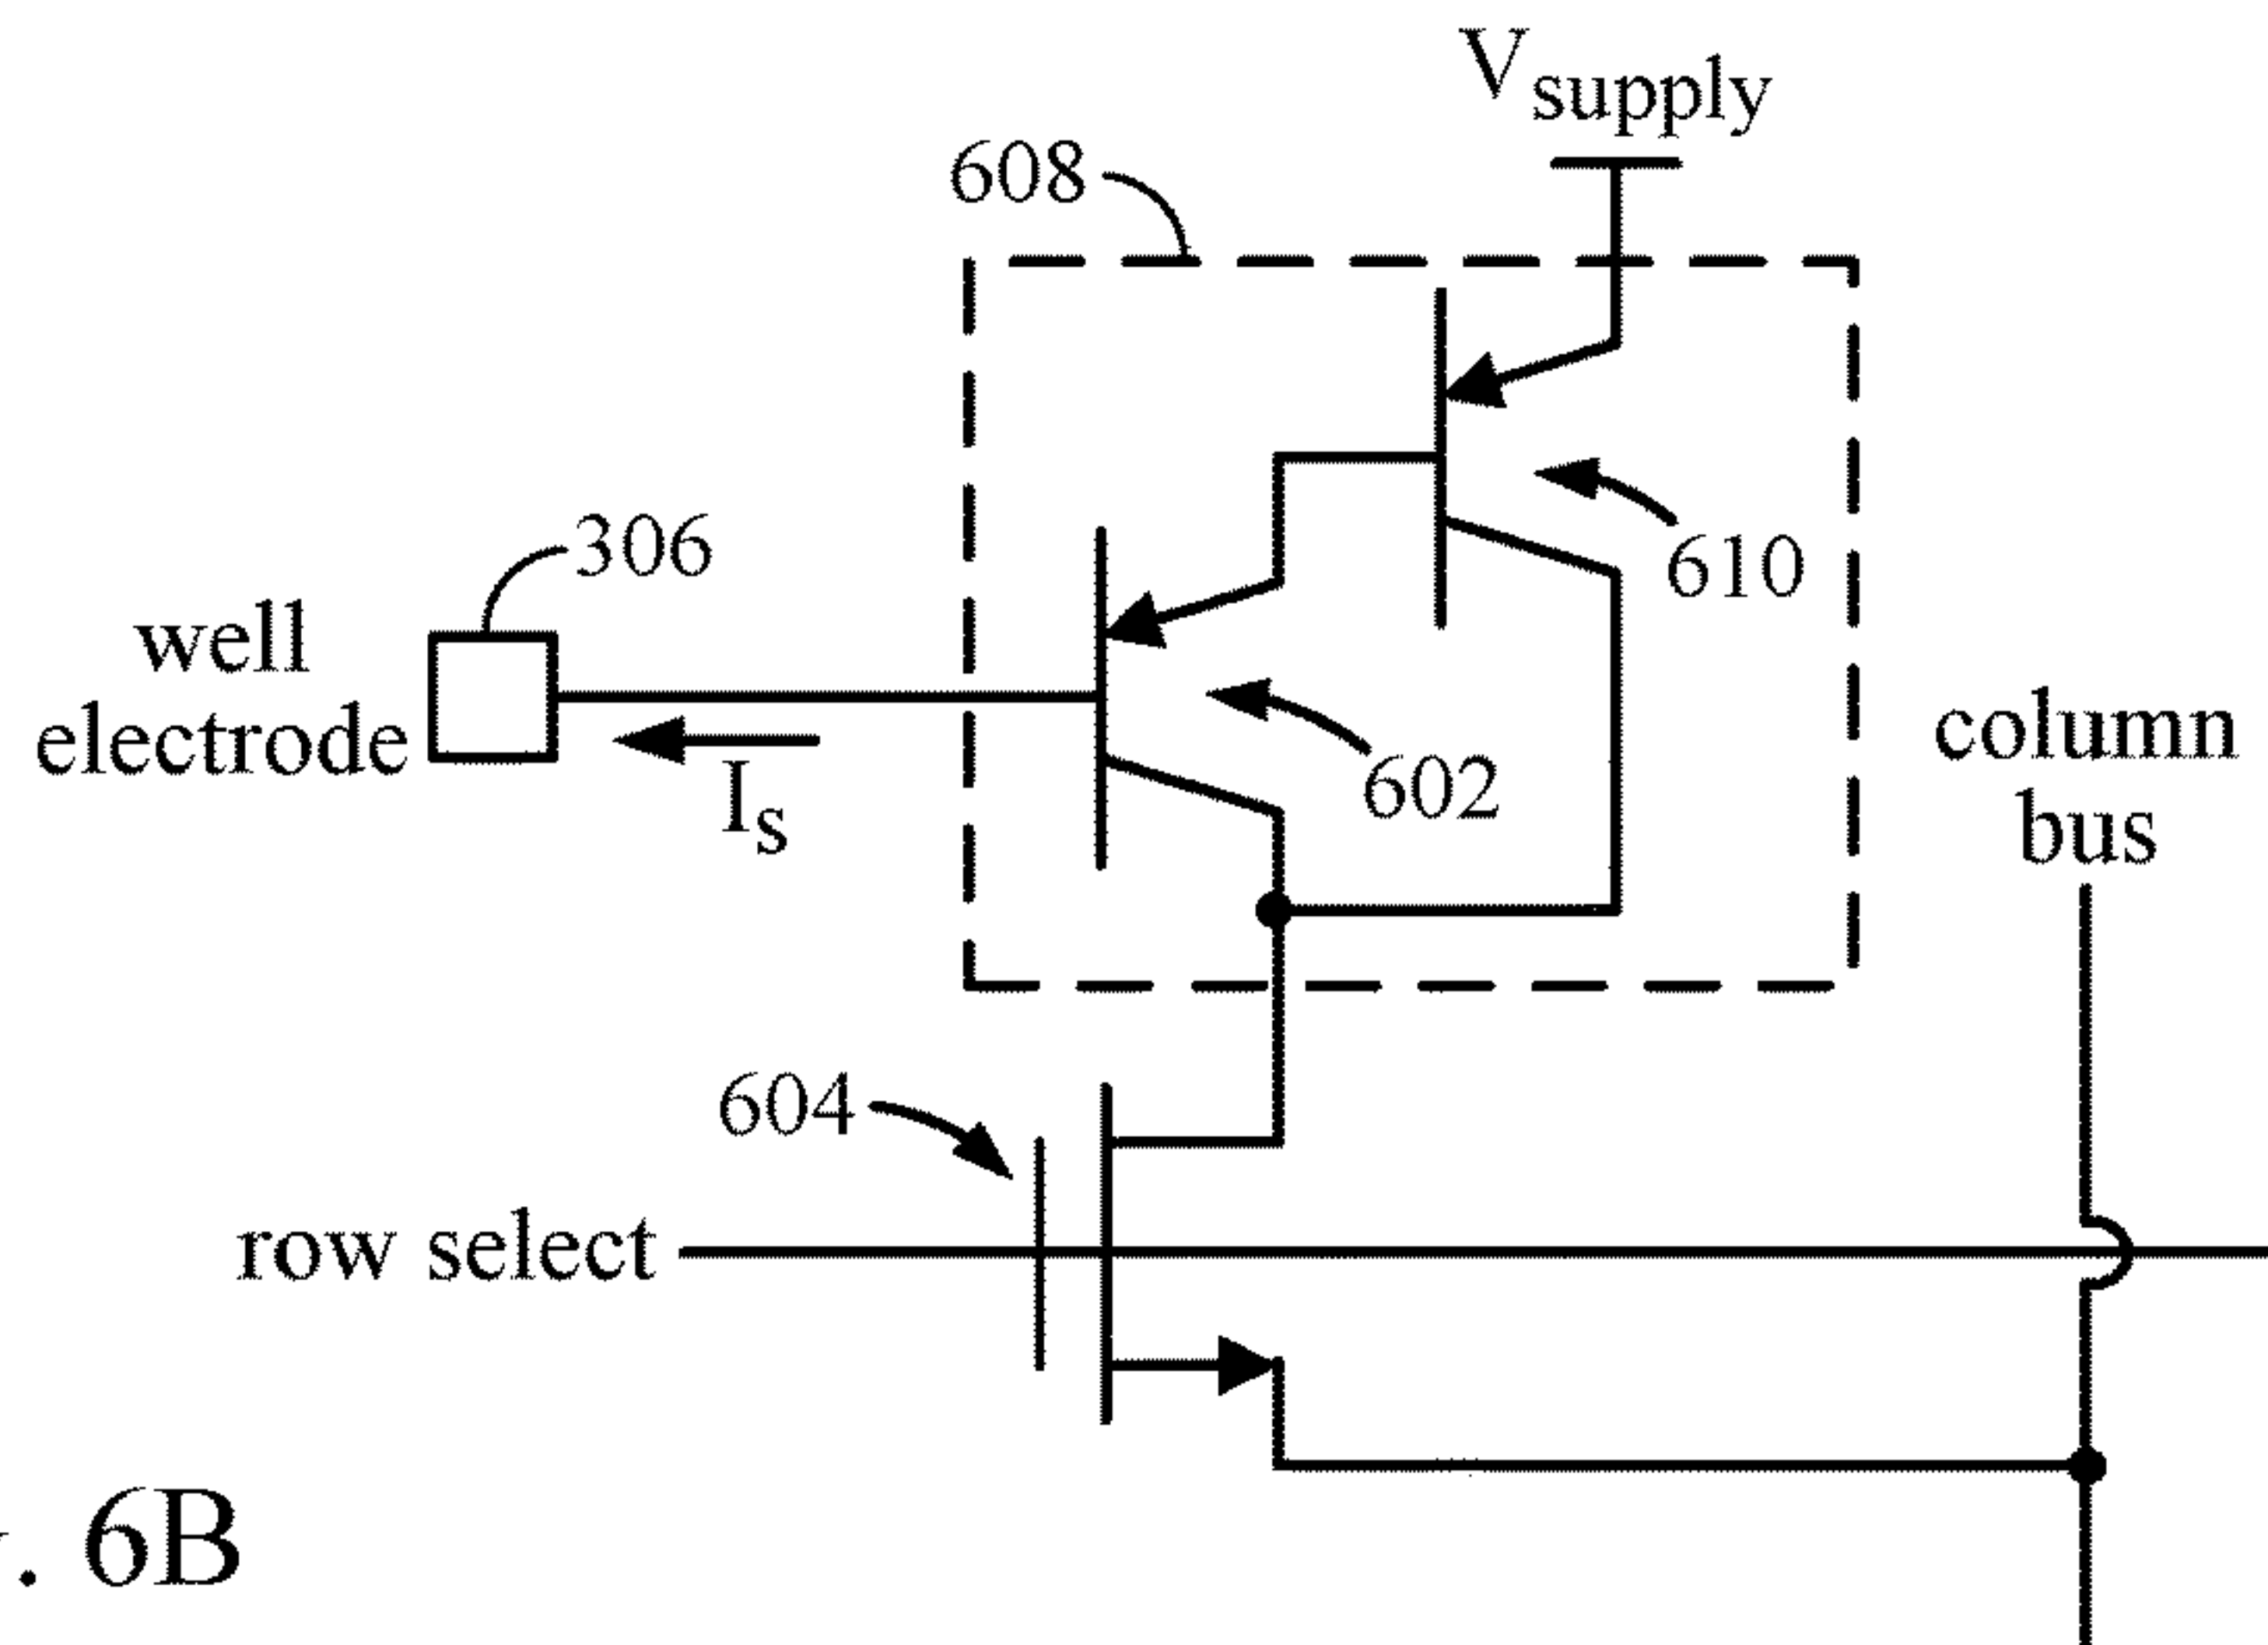 Vsupply
608
306
610
well
electrode
602
Is
column
bus
604
row select
. 6B